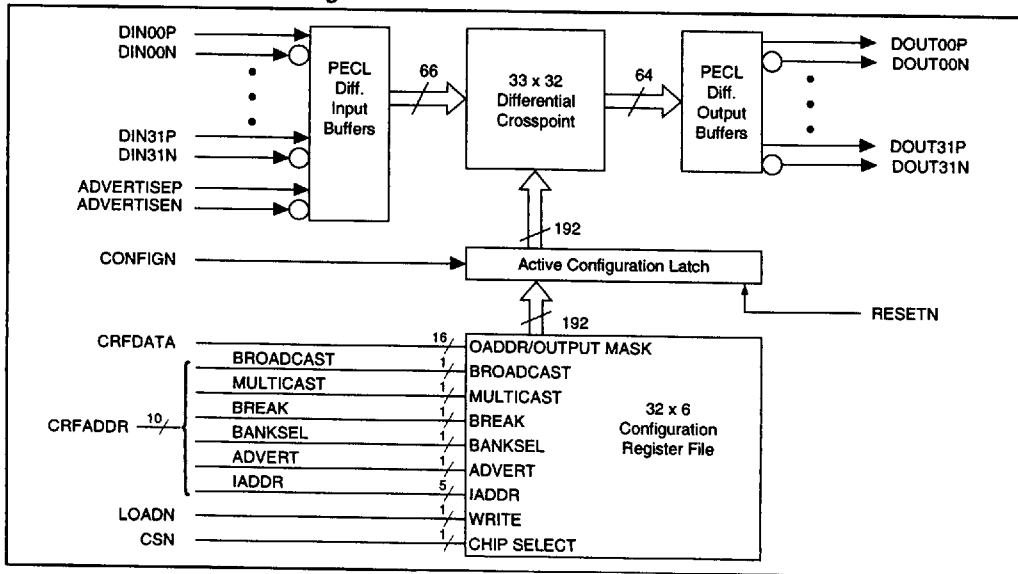 DIN00P
DIN00N
DIN31P
DIN31N
ADVERTISEP
ADVERTISEN
PECL
Diff.
Input
Buffers
66
33 x 32
Differential
Crosspoint
64
PECL
Diff.
Output
Buffers
DOUT00P
DOUT00N
DOUT31P
DOUT31N
192
CONFIGN
Active Configuration Latch
RESETN
192
CRFDATA
16
OADDR/OUTPUT MASK
CRFADDR
10
BROADCAST
1
BROADCAST
MULTICAST
1
MULTICAST
BREAK
1
BREAK
BANKSEL
1
BANKSEL
ADVERT
1
ADVERT
IADDR
5
IADDR
LOADN
1
WRITE
CSN
1
CHIP SELECT
32 x 6
Configuration
Register File